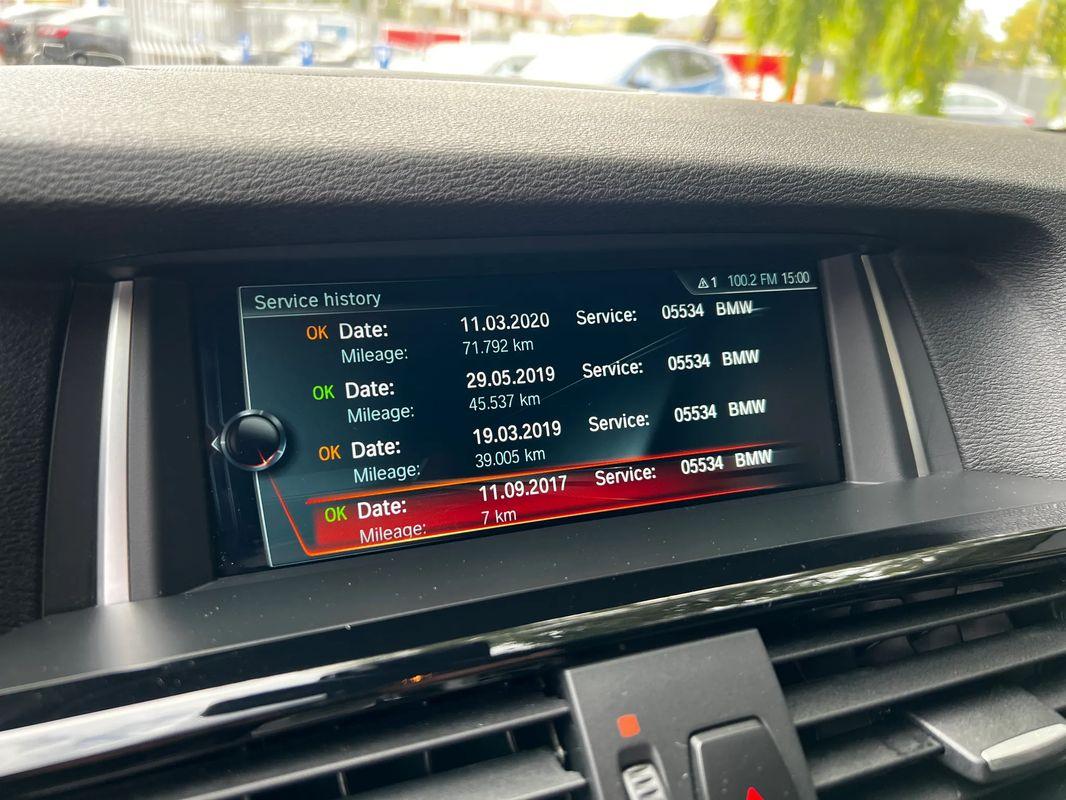 Service history
1 100.2 FM 15:00
OK Date: 11.03.2020 Service: 05534 BMW
Mileage: 71.792 km
OK Date: 29.05.2019 Service: 05534 BMW
Mileage: 45.537 km
OK Date: 19.03.2019 Service: 05534 BMW
Mileage: 39.005 km
OK Date: 11.09.2017 Service: 05534 BMW
Mileage: 7 km